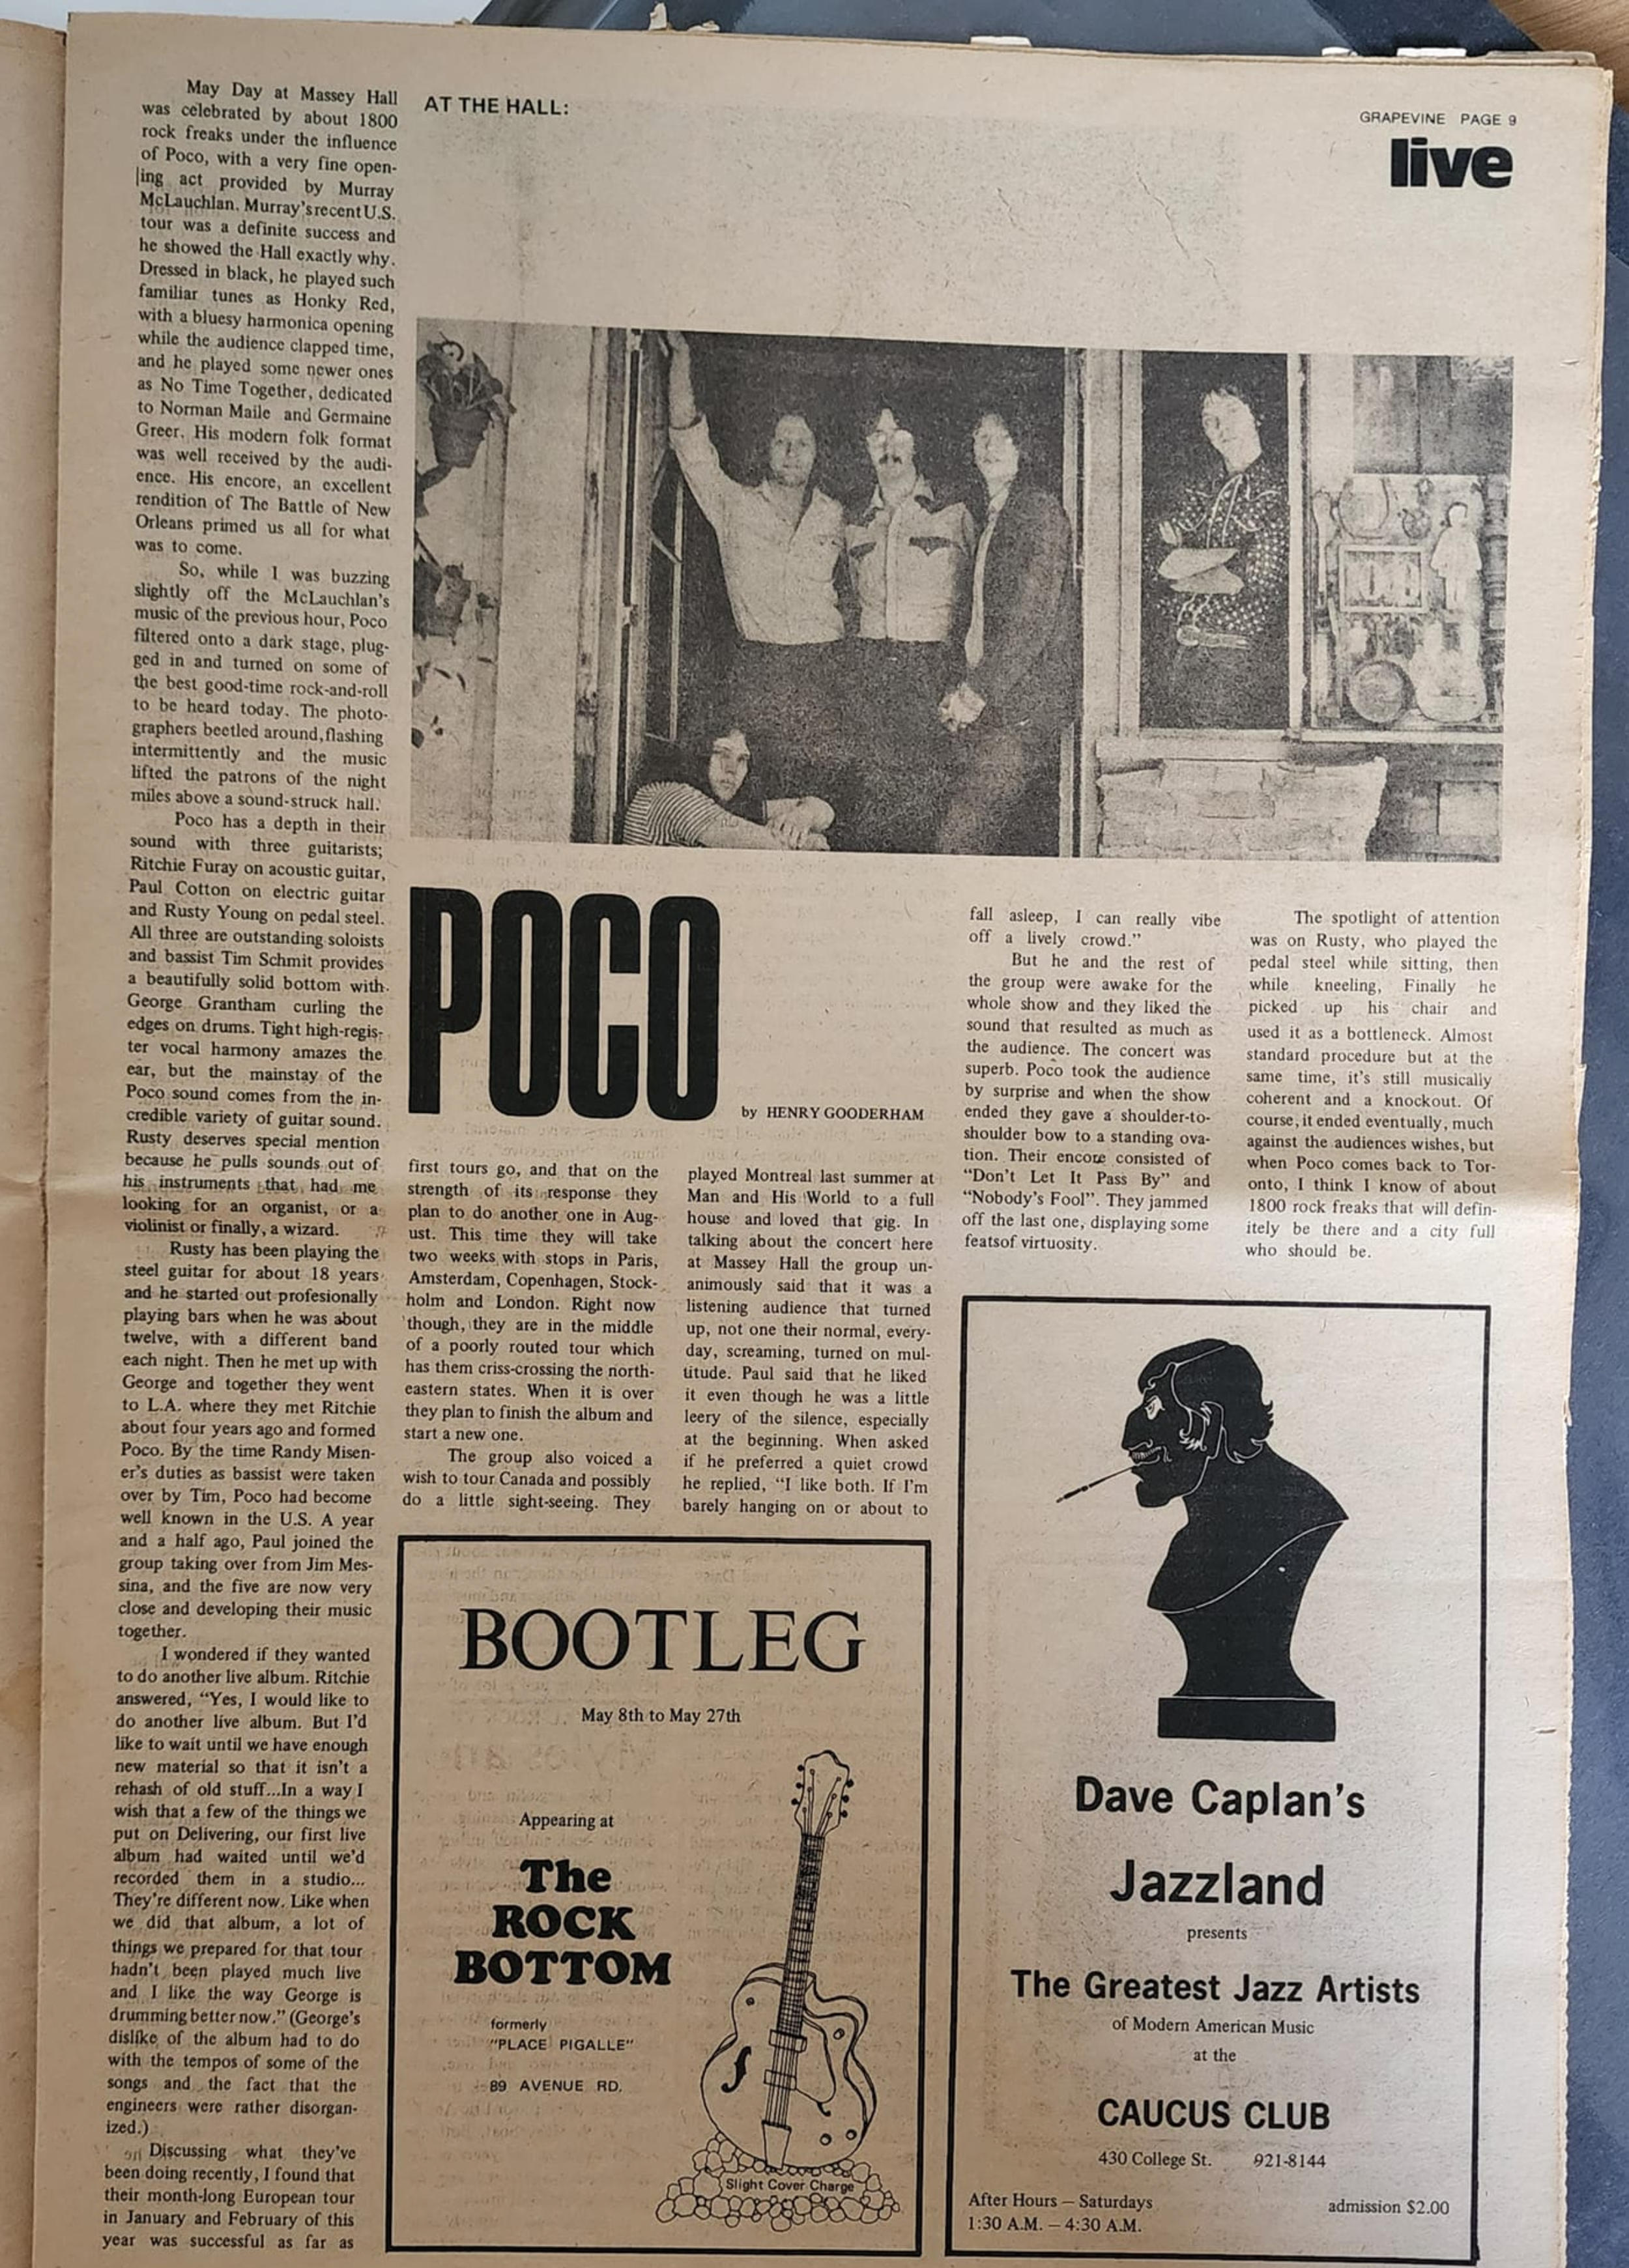 GRAPEVINE PAGE 9
live
AT THE HALL:
May Day at Massey Hall
was celebrated by about 1800
rock freaks under the influence
of Poco, with a very fine open-
ing act provided by Murray
McLauchlan. Murray's recent U.S.
tour was a definite success and
he showed the Hall exactly why.
Dressed in black, he played such
familiar tunes as Honky Red,
with a bluesy harmonica opening
while the audience clapped time,
and he played some newer ones
as No Time Together, dedicated
to Norman Maile and Germaine
Greer. His modern folk format
was well received by the audi-
ence. His encore, an excellent
rendition of The Battle of New
Orleans primed us all for what
was to come.
So, while I was buzzing
slightly off the McLauchlan's
music of the previous hour, Poco
filtered onto a dark stage, plug-
ged in and turned on some of
the best good-time rock-and-roll
to be heard today. The photo-
graphers beetled around, flashing
intermittently and the music
lifted the patrons of the night
miles above a sound-struck hall.
Poco has a depth in their
sound with three guitarists;
Ritchie Furay on acoustic guitar,
Paul Cotton on electric guitar
and Rusty Young on pedal steel.
All three are outstanding soloists
and bassist Tim Schmit provides
a beautifully solid bottom with
George Grantham curling the
edges on drums. Tight high-regis-
ter vocal harmony amazes the
ear, but the mainstay of the
Poco sound comes from the in-
credible variety of guitar sound.
Rusty deserves special mention
because he pulls sounds out of
his instruments that had me
looking for an organist, or a
violinist or finally, a wizard.
Rusty has been playing the
steel guitar for about 18 years
and he started out profesionally
playing bars when he was about
twelve, with a different band
each night. Then he met up with
George and together they went
to L.A. where they met Ritchie
about four years ago and formed
Poco. By the time Randy Misen-
er's duties as bassist were taken
over by Tim, Poco had become
well known in the U.S. A year
and a half ago, Paul joined the
group taking over from Jim Mes-
sina, and the five are now very
close and developing their music
together.
I wondered if they wanted
to do another live album. Ritchie
answered, "Yes, I would like to
do another live album. But I'd
like to wait until we have enough
new material so that it isn't a
rehash of old stuff...In a way I
wish that a few of the things we
put on Delivering, our first live
album had waited until we'd
recorded them in a studio...
They're different now. Like when
we did that album, a lot of
things we prepared for that tour
hadn't been played much live
and I like the way George is
drumming better now." (George's
dislike of the album had to do
with the tempos of some of the
songs and the fact that the
engineers were rather disorgan-
ized.)
Discussing what they've
been doing recently, I found that
their month-long European tour
in January and February of this
year was successful as far as
POCO
by HENRY GOODERHAM
first tours go, and that on the
strength of its response they
plan to do another one in Aug-
ust. This time they will take
two weeks with stops in Paris,
Amsterdam, Copenhagen, Stock-
holm and London. Right now
though, they are in the middle
of a poorly routed tour which
has them criss-crossing the north-
eastern states. When it is over
they plan to finish the album and
start a new one.
The group also voiced a
wish to tour Canada and possibly
do a little sight-seeing. They
played Montreal last summer at
Man and His World to a full
house and loved that gig. In
talking about the concert here
at Massey Hall the group un-
animously said that it was a
listening audience that turned
up, not one their normal, every-
day, screaming, turned on mul-
titude. Paul said that he liked
it even though he was a little
leery of the silence, especially
at the beginning. When asked
if he preferred a quiet crowd
he replied, "I like both. If I'm
barely hanging on or about to
fall asleep, I can really vibe
off a lively crowd."
But he and the rest of
the group were awake for the
whole show and they liked the
sound that resulted as much as
the audience. The concert was
superb. Poco took the audience
by surprise and when the show
ended they gave a shoulder-to-
shoulder bow to a standing ova-
tion. Their encore consisted of
"Don't Let It Pass By" and
"Nobody's Fool". They jammed
off the last one, displaying some
featsof virtuosity.
The spotlight of attention
was on Rusty, who played the
pedal steel while sitting, then
while kneeling, Finally he
picked up his chair and
used it as a bottleneck. Almost
standard procedure but at the
same time, it's still musically
coherent and a knockout. Of
course, it ended eventually, much
against the audiences wishes, but
when Poco comes back to Tor-
onto, I think I know of about
1800 rock freaks that will defin-
itely be there and a city full
who should be.
BOOTLEG
May 8th to May 27th
Appearing at
The
ROCK
BOTTOM
formerly
"PLACE PIGALLE"
89 AVENUE RD.
Slight Cover Charge
Dave Caplan's
Jazzland
presents
The Greatest Jazz Artists
of Modern American Music
at the
CAUCUS CLUB
430 College St. 921-8144
After Hours – Saturdays
1:30 A.M. – 4:30 A.M.
admission $2.00